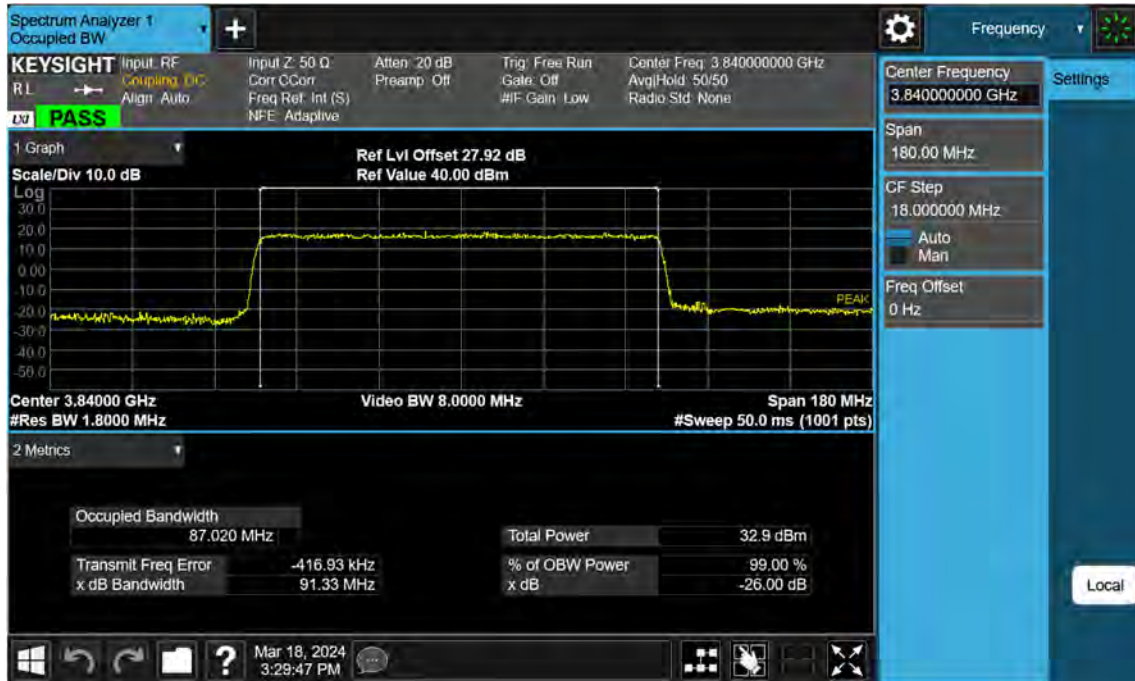 Spectrum Analyzer 1
Occupied BW
+
Frequency
KEYSIGHT
R L
LXI PASS
Input: RF
Coupling: DC
Align: Auto
Input Z: 50 Ω
Corr CCorr
Freq Ref: Int (S)
NFE: Adaptive
Atten: 20 dB
Preamp: Off
Trig: Free Run
Gate: Off
#IF Gain: Low
Center Freq: 3.840000000 GHz
Avg|Hold: 50/50
Radio Std: None
Center Frequency
3.840000000 GHz
Settings
Span
180.00 MHz
CF Step
18.000000 MHz
Auto
Man
Freq Offset
0 Hz
Local
1 Graph
Scale/Div 10.0 dB
Ref Lvl Offset 27.92 dB
Ref Value 40.00 dBm
Log
30.0
20.0
10.0
0.00
-10.0
-20.0
-30.0
-40.0
-50.0
PEAK
Center 3.84000 GHz
#Res BW 1.8000 MHz
Video BW 8.0000 MHz
Span 180 MHz
#Sweep 50.0 ms (1001 pts)
2 Metrics
Occupied Bandwidth
87.020 MHz
Transmit Freq Error -416.93 kHz
x dB Bandwidth 91.33 MHz
Total Power 32.9 dBm
% of OBW Power 99.00 %
x dB -26.00 dB
?
Mar 18, 2024
3:29:47 PM